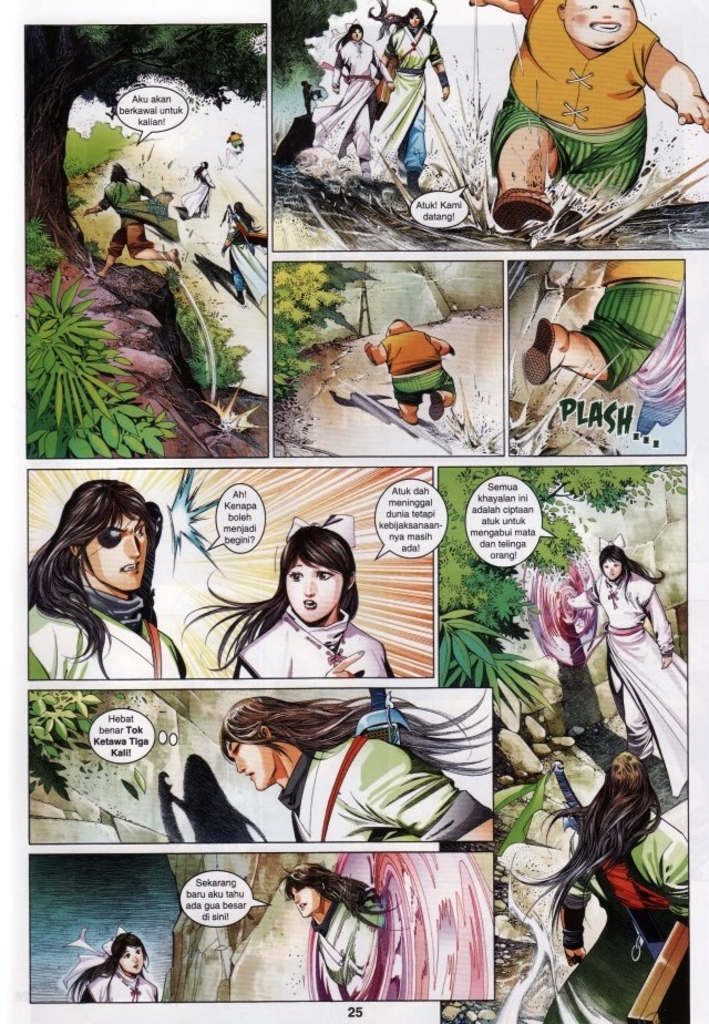 Aku akan
berkawal untuk
kalian!
Atuk! Kami
datang!
PLASH...
Ah!
Kenapa
boleh
menjadi
begini?
Atuk dah
meninggal
dunia tetapi
kebijaksanaan-
nya masih
ada!
Semua
khayalan ini
adalah ciptaan
atuk untuk
mengabui mata
dan telinga
orang!
Hebat
benar Tok
Ketawa Tiga
Kali!
Sekarang
baru aku tahu
ada gua besar
di sini!
25